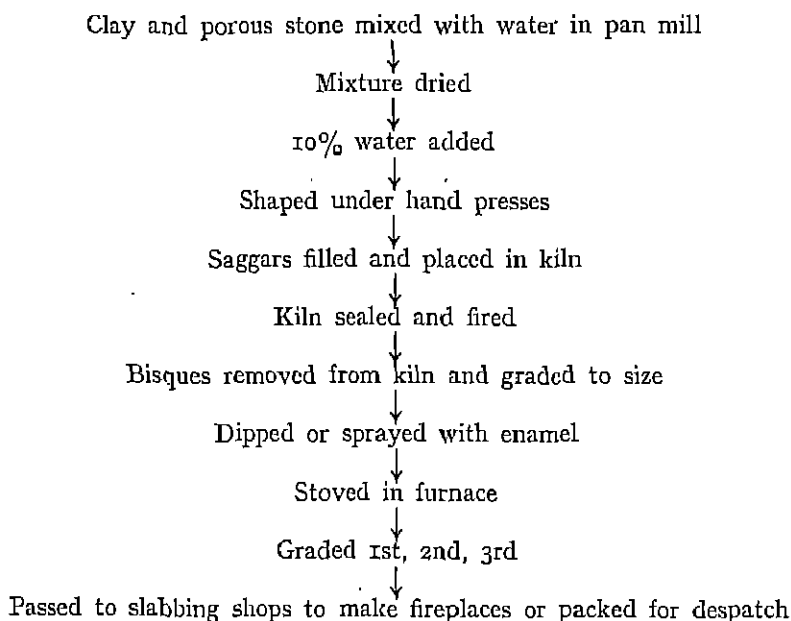 Clay and porous stone mixed with water in pan mill
Mixture dried
10% water added
Shaped under hand presses
Saggars filled and placed in kiln
Kiln sealed and fired
Bisques removed from kiln and graded to size
Dipped or sprayed with enamel
Stoved in furnace
Graded 1st, 2nd, 3rd
Passed to slabbing shops to make fireplaces or packed for despatch